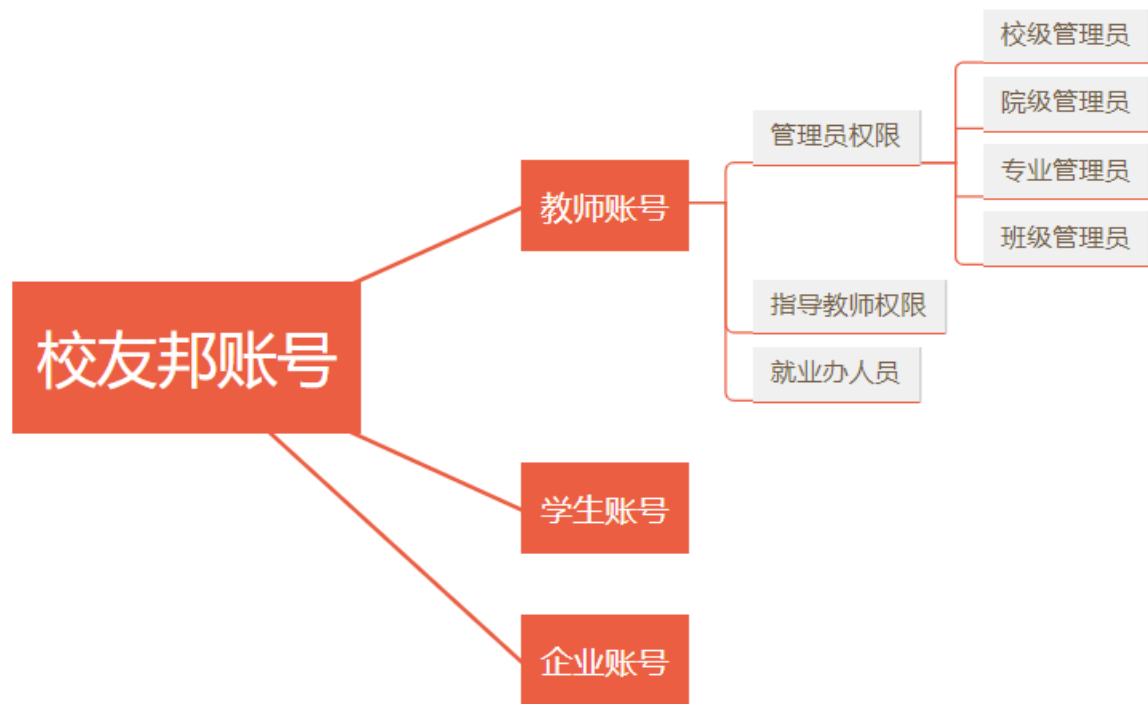 校友邦账号
教师账号
管理员权限
校级管理员
院级管理员
专业管理员
班级管理员
指导教师权限
就业办人员
学生账号
企业账号